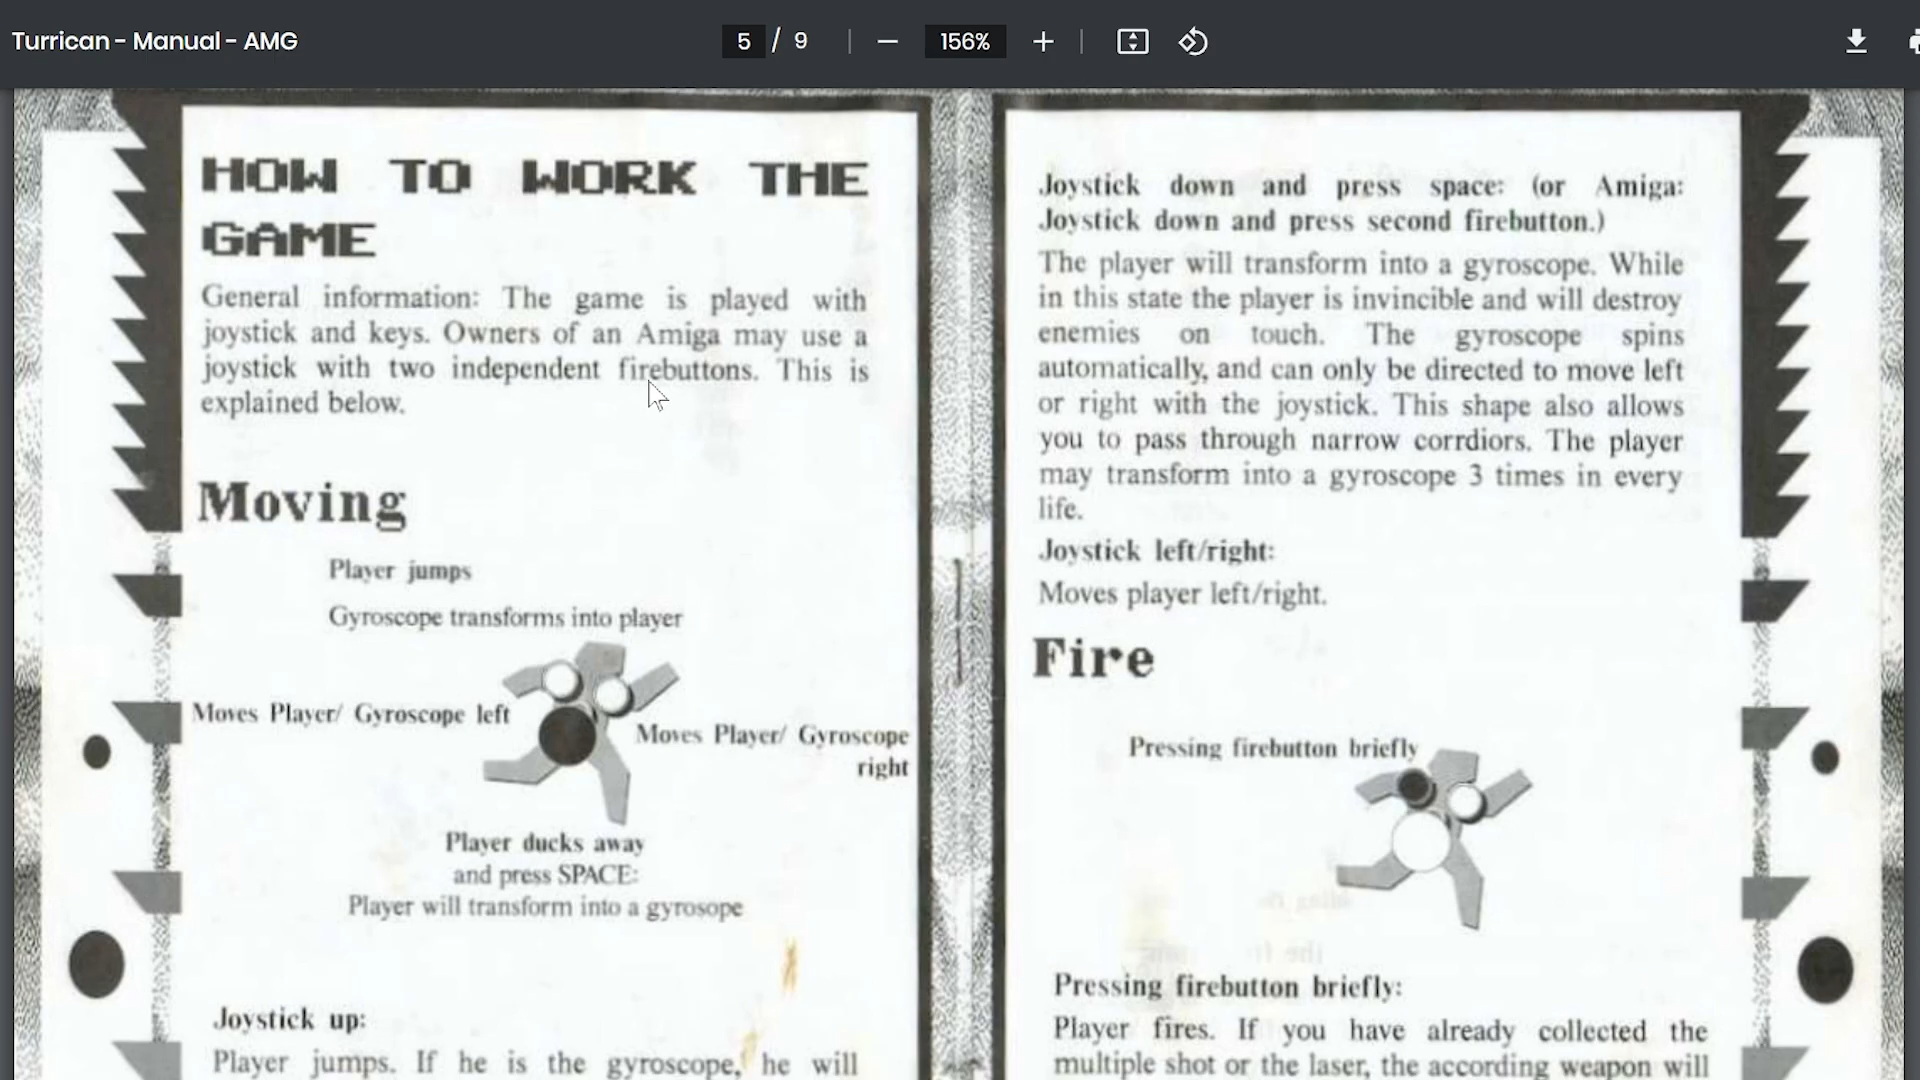 Turrican - Manual - AMG
5 / 9
156%
HOW TO WORK THE
GAME
General information: The game is played with
joystick and keys. Owners of an Amiga may use a
joystick with two independent firebuttons. This is
explained below.
Moving
Player jumps
Gyroscope transforms into player
Moves Player/ Gyroscope left
Moves Player/ Gyroscope
right
Player ducks away
and press SPACE:
Player will transform into a gyrosope
Joystick up:
Player jumps. If he is the gyroscope, he will
Joystick down and press space: (or Amiga:
Joystick down and press second firebutton.)
The player will transform into a gyroscope. While
in this state the player is invincible and will destroy
enemies on touch. The gyroscope spins
automatically, and can only be directed to move left
or right with the joystick. This shape also allows
you to pass through narrow corrdiors. The player
may transform into a gyroscope 3 times in every
life.
Joystick left/right:
Moves player left/right.
Fire
Pressing firebutton briefly
Pressing firebutton briefly:
Player fires. If you have already collected the
multiple shot or the laser, the according weapon will